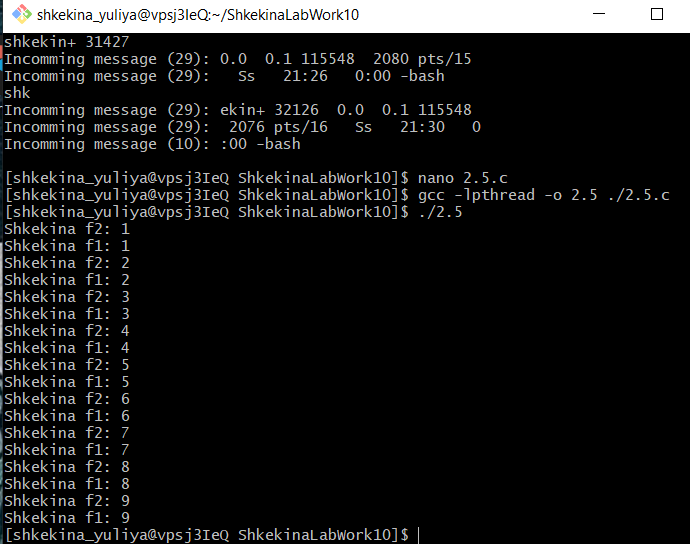 shkekina_yuliya@vpsj3IeQ:~/ShkekinaLabWork10
shkekin+ 31427
Incomming message (29): 0.0  0.1 115548  2080 pts/15
Incomming message (29):   Ss   21:26   0:00 -bash
shk
Incomming message (29): ekin+ 32126  0.0  0.1 115548
Incomming message (29):  2076 pts/16   Ss   21:30   0
Incomming message (10): :00 -bash
[shkekina_yuliya@vpsj3IeQ ShkekinaLabWork10]$ nano 2.5.c
[shkekina_yuliya@vpsj3IeQ ShkekinaLabWork10]$ gcc -lpthread -o 2.5 ./2.5.c
[shkekina_yuliya@vpsj3IeQ ShkekinaLabWork10]$ ./2.5
Shkekina f2: 1
Shkekina f1: 1
Shkekina f2: 2
Shkekina f1: 2
Shkekina f2: 3
Shkekina f1: 3
Shkekina f2: 4
Shkekina f1: 4
Shkekina f2: 5
Shkekina f1: 5
Shkekina f2: 6
Shkekina f1: 6
Shkekina f2: 7
Shkekina f1: 7
Shkekina f2: 8
Shkekina f1: 8
Shkekina f2: 9
Shkekina f1: 9
[shkekina_yuliya@vpsj3IeQ ShkekinaLabWork10]$